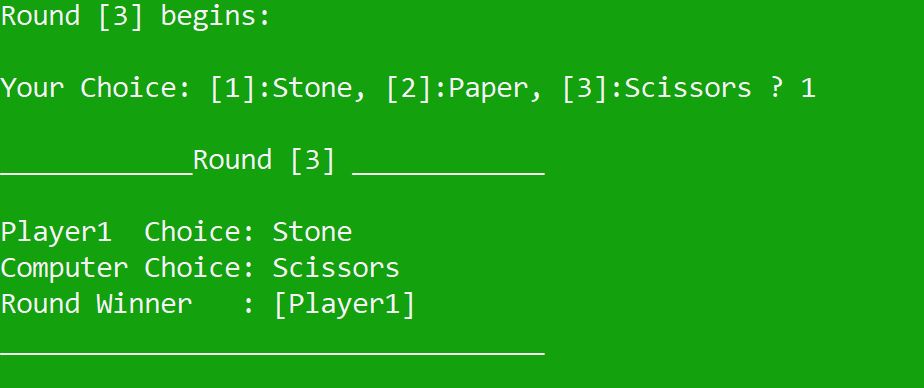 Round [3] begins:
Your Choice: [1]:Stone, [2]:Paper, [3]:Scissors ? 1
____________Round [3] ____________
Player1  Choice: Stone
Computer Choice: Scissors
Round Winner   : [Player1]
__________________________________